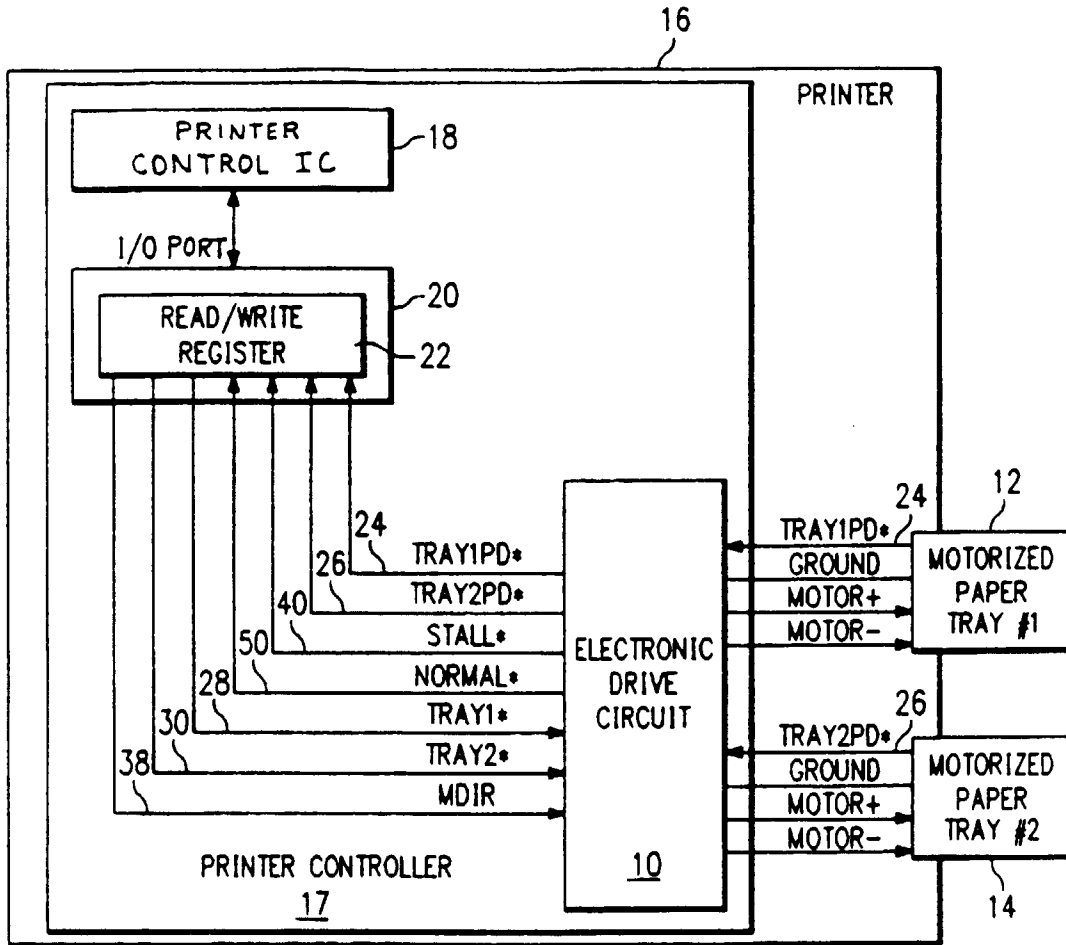 16
PRINTER
PRINTER
CONTROL IC
18
I/O PORT
20
READ/WRITE
REGISTER
22
24
TRAY1PD*
26
TRAY2PD*
40
STALL*
50
NORMAL*
28
TRAY1*
30
TRAY2*
38
MDIR
ELECTRONIC
DRIVE
CIRCUIT
10
TRAY1PD*
24
GROUND
MOTOR+
MOTOR-
12
MOTORIZED
PAPER
TRAY #1
TRAY2PD*
26
GROUND
MOTOR+
MOTOR-
MOTORIZED
PAPER
TRAY #2
14
PRINTER CONTROLLER
17